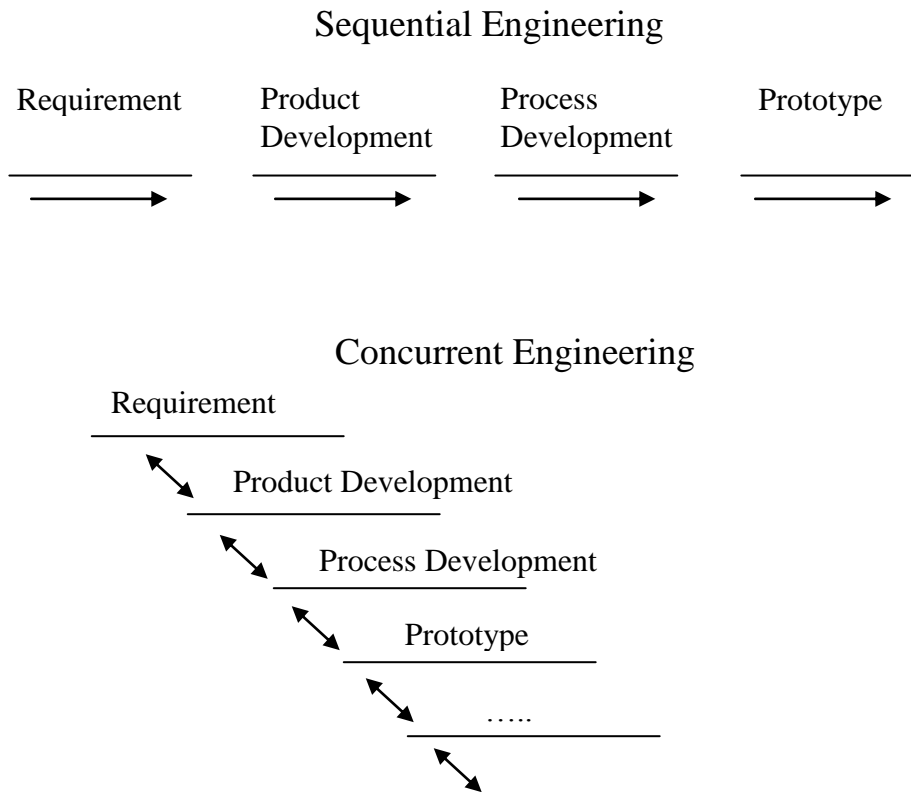 Sequential Engineering
Requirement
Product
Development
Process
Development
Prototype
Concurrent Engineering
Requirement
Product Development
Process Development
Prototype
…..